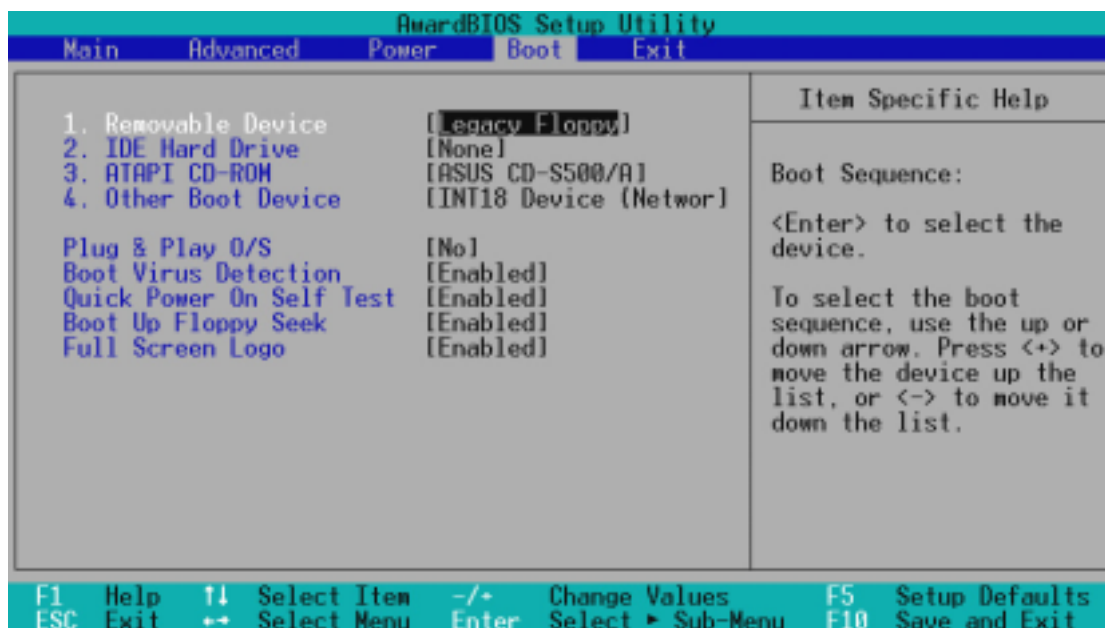 AwardBIOS Setup Utility
Main Advanced Power Boot Exit
1. Removable Device [Legacy Floppy]
2. IDE Hard Drive [None]
3. ATAPI CD-ROM [ASUS CD-S500/A]
4. Other Boot Device [INT18 Device (Networ]
Plug & Play O/S [No]
Boot Virus Detection [Enabled]
Quick Power On Self Test [Enabled]
Boot Up Floppy Seek [Enabled]
Full Screen Logo [Enabled]
Item Specific Help
Boot Sequence:
<Enter> to select the
device.
To select the boot
sequence, use the up or
down arrow. Press <+> to
move the device up the
list, or <-> to move it
down the list.
F1 Help ↑↓ Select Item -/+ Change Values F5 Setup Defaults
ESC Exit ←→ Select Menu Enter Select ► Sub-Menu F10 Save and Exit